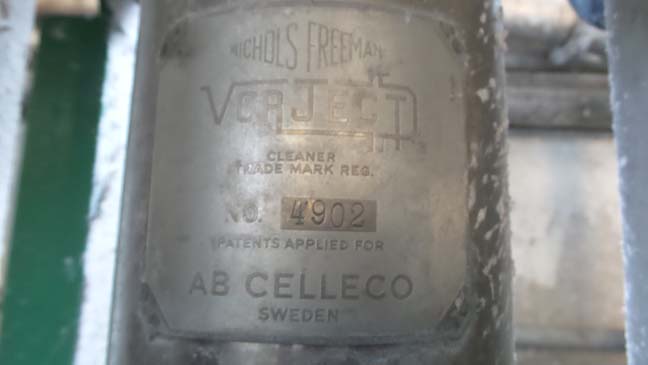 NICHOLS FREEMAN
VORJECT
CLEANER
TRADE MARK REG.
NO. 4902
PATENTS APPLIED FOR
AB CELLECO
SWEDEN